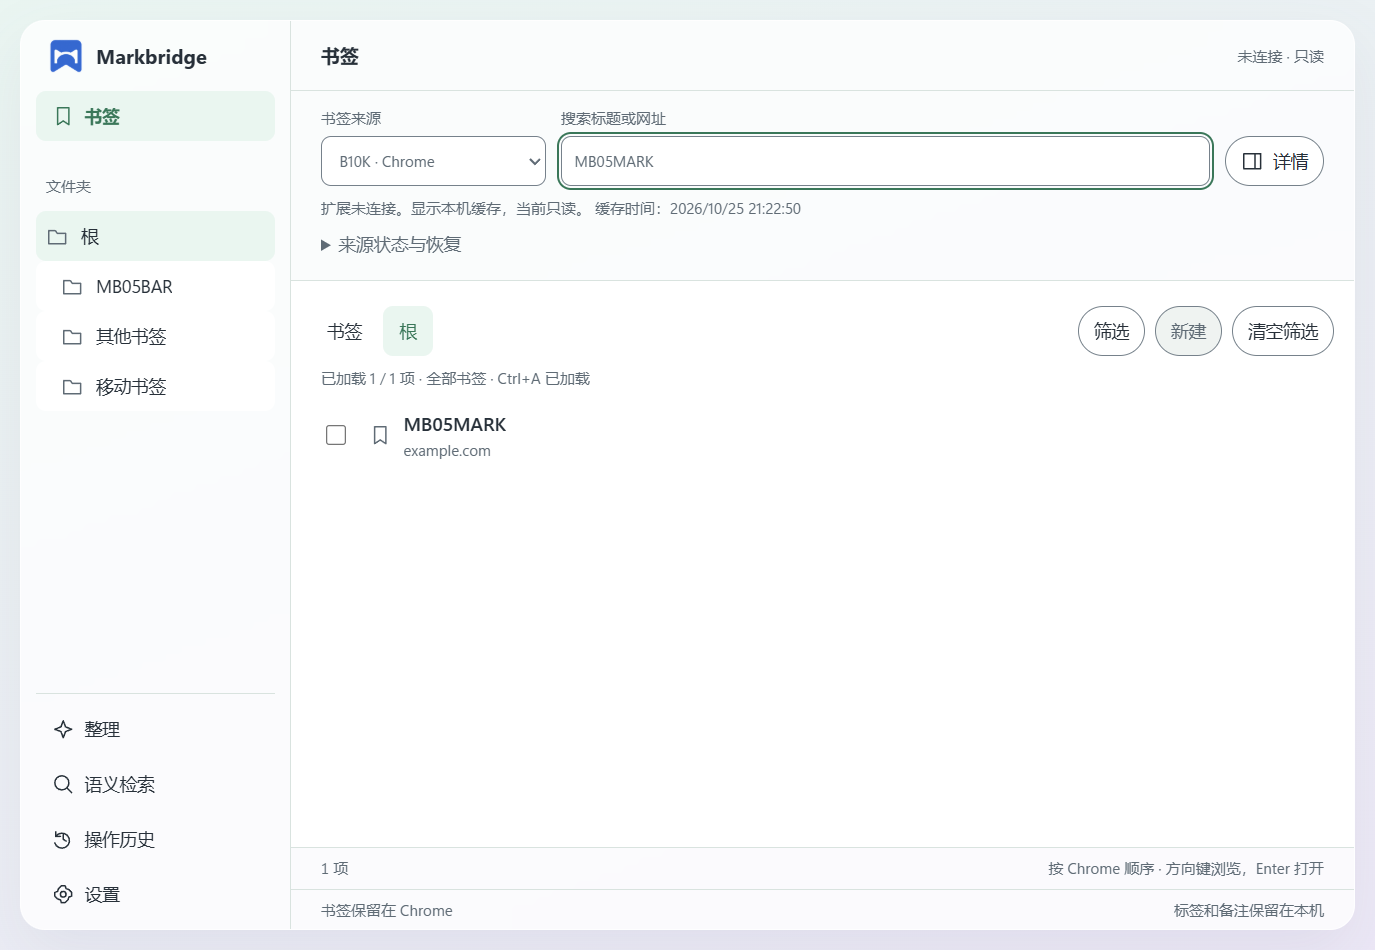 Markbridge
书签
文件夹
根
MB05BAR
其他书签
移动书签
整理
语义检索
操作历史
设置
书签
未连接 · 只读
书签来源
搜索标题或网址
B10K · Chrome
MB05MARK
详情
扩展未连接。显示本机缓存，当前只读。 缓存时间：2026/10/25 21:22:50
来源状态与恢复
书签 根
筛选 新建 清空筛选
已加载 1 / 1 项 · 全部书签 · Ctrl+A 已加载
MB05MARK
example.com
1 项
按 Chrome 顺序 · 方向键浏览，Enter 打开
书签保留在 Chrome
标签和备注保留在本机